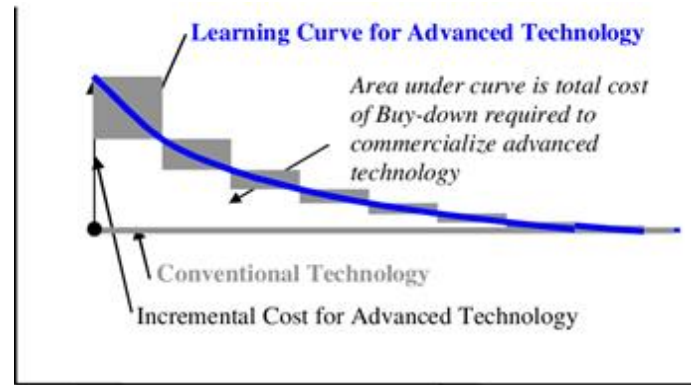 Learning Curve for Advanced Technology
Area under curve is total cost
of Buy-down required to
commercialize advanced
technology
Conventional Technology
Incremental Cost for Advanced Technology